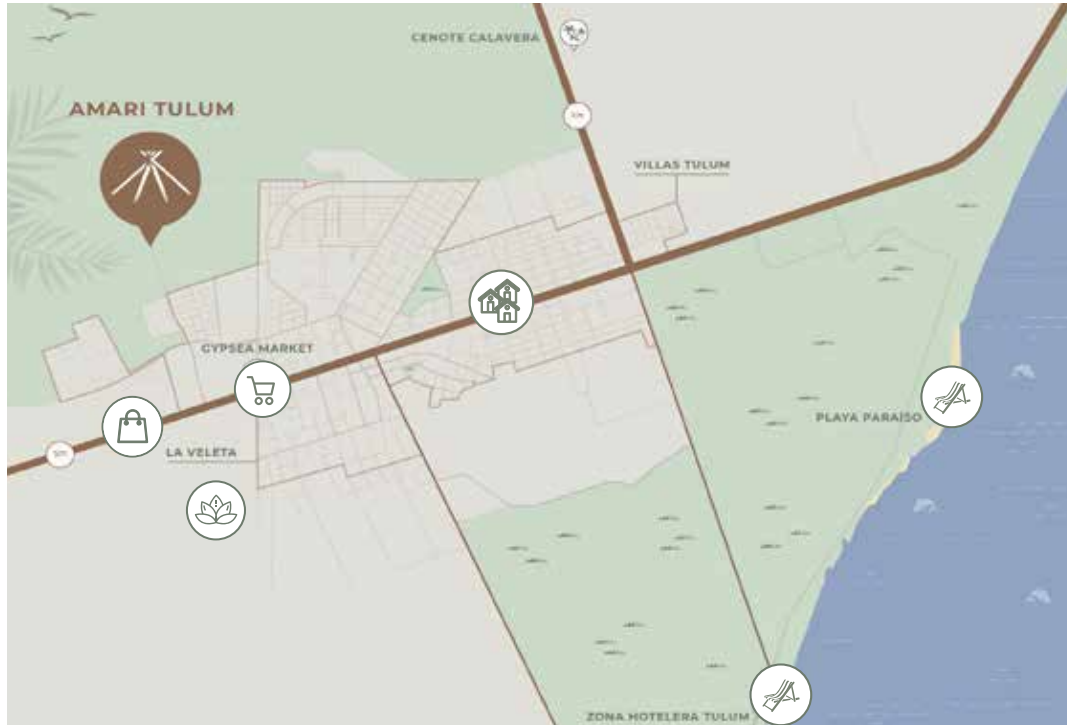 CENOTE CALAVERA
AMARI TULUM
VILLAS TULUM
GYPSEA MARKET
PLAYA PARAÍSO
LA VELETA
ZONA HOTELERA TULUM